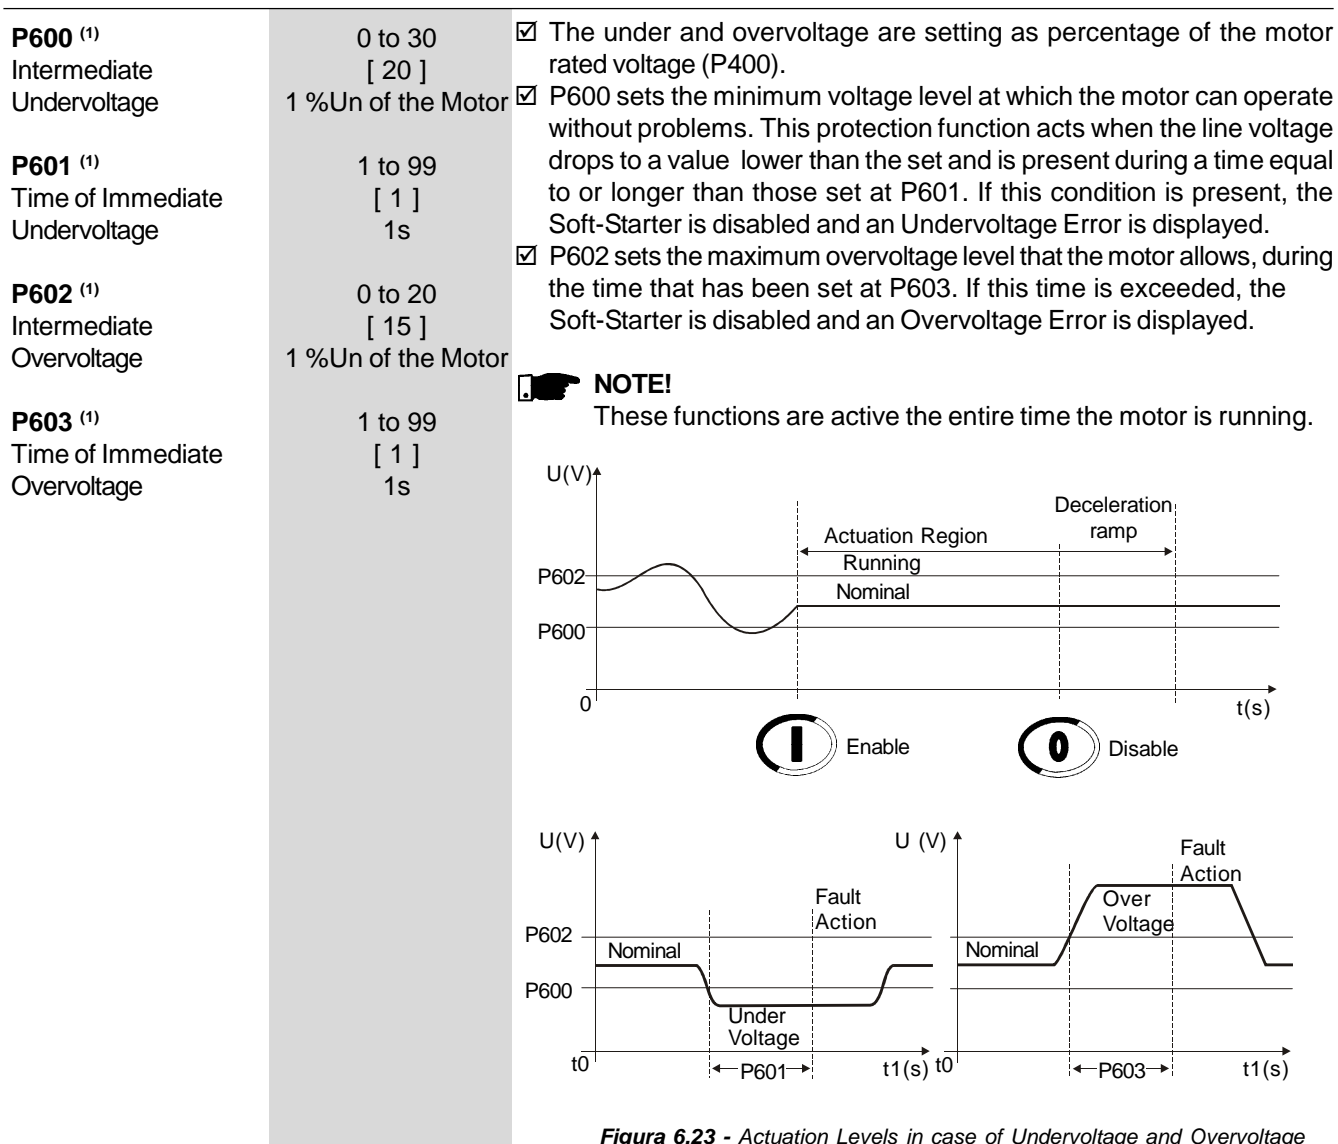 P600 (1)
Intermediate
Undervoltage
0 to 30
[ 20 ]
1 %Un of the Motor
P601 (1)
Time of Immediate
Undervoltage
1 to 99
[ 1 ]
1s
P602 (1)
Intermediate
Overvoltage
0 to 20
[ 15 ]
1 %Un of the Motor
P603 (1)
Time of Immediate
Overvoltage
1 to 99
[ 1 ]
1s
☑ The under and overvoltage are setting as percentage of the motor
rated voltage (P400).
☑ P600 sets the minimum voltage level at which the motor can operate
without problems. This protection function acts when the line voltage
drops to a value lower than the set and is present during a time equal
to or longer than those set at P601. If this condition is present, the
Soft-Starter is disabled and an Undervoltage Error is displayed.
☑ P602 sets the maximum overvoltage level that the motor allows, during
the time that has been set at P603. If this time is exceeded, the
Soft-Starter is disabled and an Overvoltage Error is displayed.
NOTE!
These functions are active the entire time the motor is running.
U(V)
Deceleration
ramp
Actuation Region
Running
P602
Nominal
P600
0
t(s)
I Enable
0 Disable
U(V)
Fault
Action
P602
Nominal
P600
Under
Voltage
t0
P601
t1(s)
U (V)
Fault
Action
Over
Voltage
Nominal
t0
P603
t1(s)
Figura 6.23 - Actuation Levels in case of Undervoltage and Overvoltage